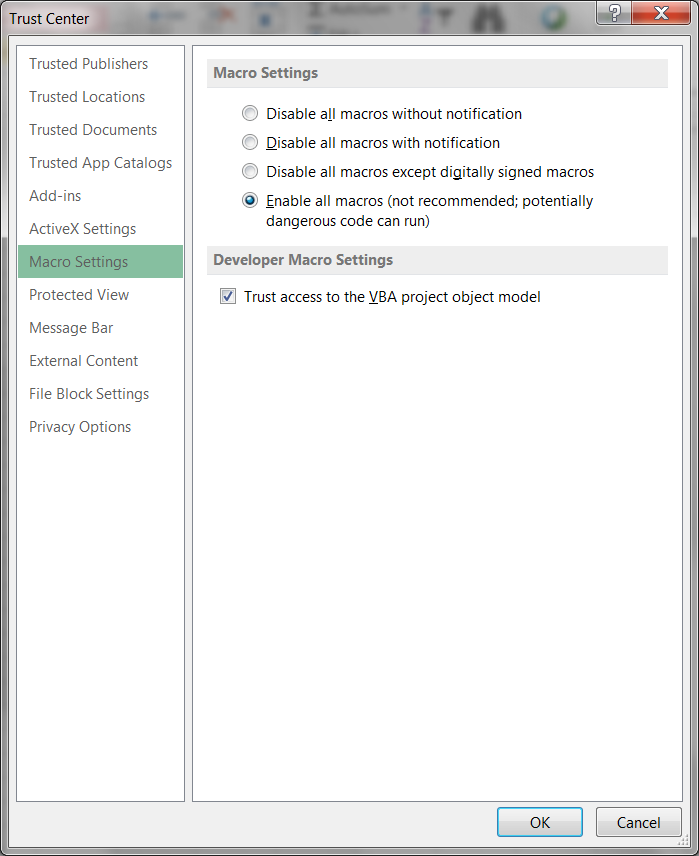 Trust Center
Trusted Publishers
Trusted Locations
Trusted Documents
Trusted App Catalogs
Add-ins
ActiveX Settings
Macro Settings
Protected View
Message Bar
External Content
File Block Settings
Privacy Options
Macro Settings
Disable all macros without notification
Disable all macros with notification
Disable all macros except digitally signed macros
Enable all macros (not recommended; potentially
dangerous code can run)
Developer Macro Settings
Trust access to the VBA project object model
OK
Cancel